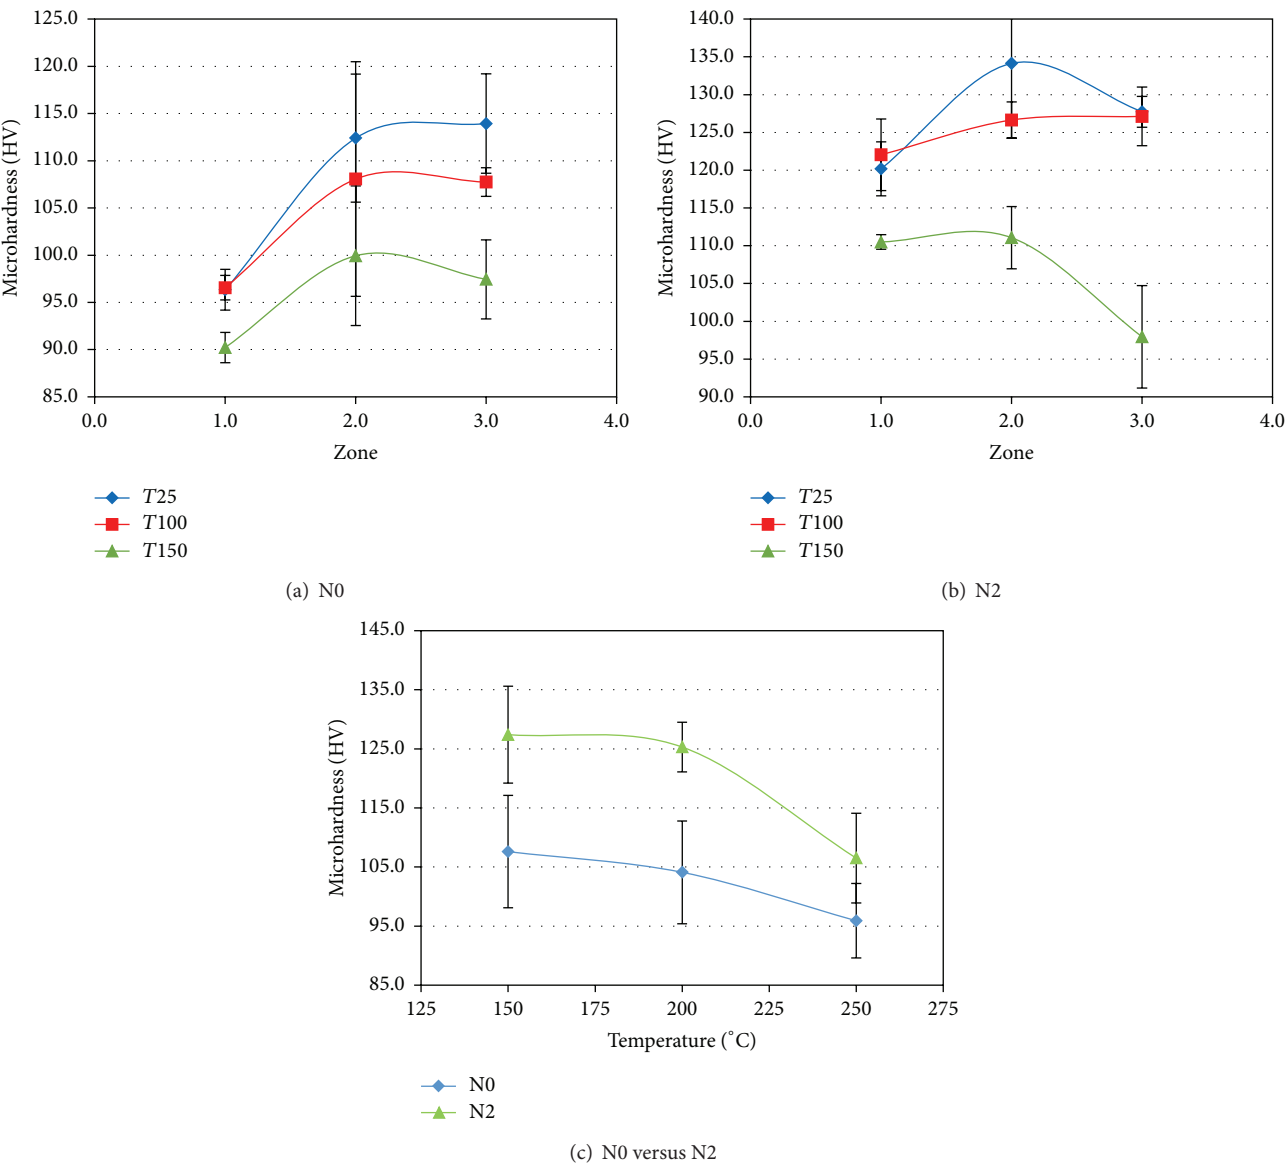 125.0
120.0
115.0
110.0
105.0
100.0
95.0
90.0
85.0
Microhardness (HV)
0.0 1.0 2.0 3.0 4.0
Zone
T25
T100
T150
(a) N0
140.0
135.0
130.0
125.0
120.0
115.0
110.0
105.0
100.0
95.0
90.0
Microhardness (HV)
0.0 1.0 2.0 3.0 4.0
Zone
T25
T100
T150
(b) N2
145.0
135.0
125.0
115.0
105.0
95.0
85.0
Microhardness (HV)
125 150 175 200 225 250 275
Temperature (°C)
N0
N2
(c) N0 versus N2